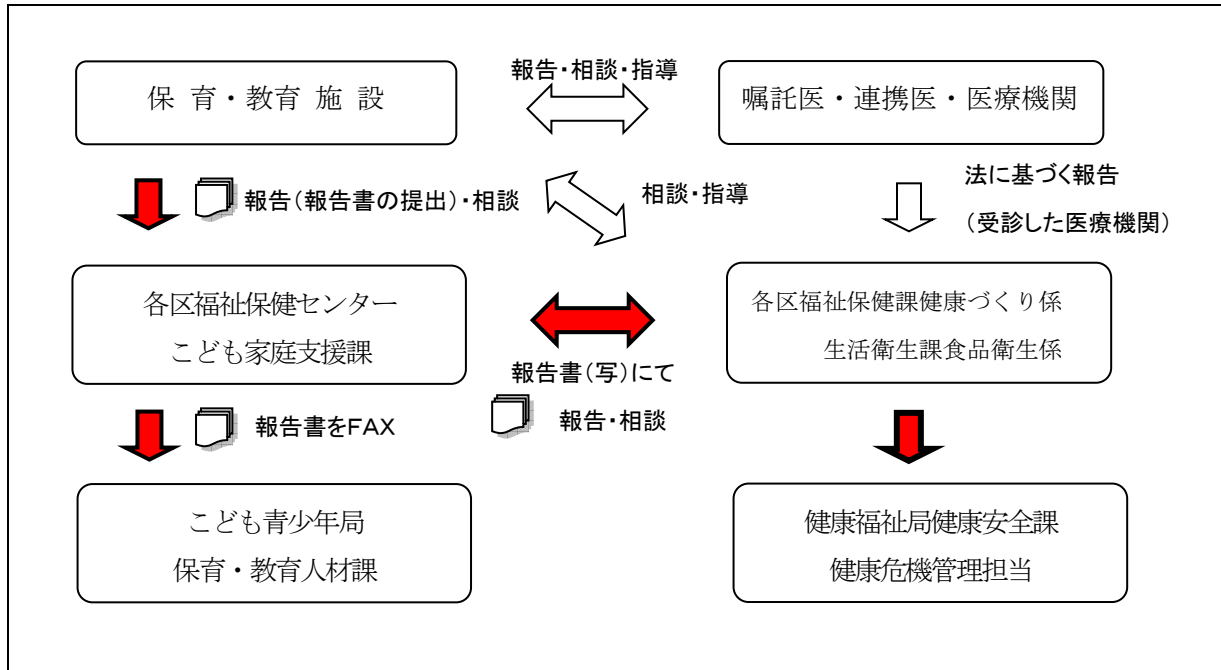 保 育・教 育 施 設
報告・相談・指導
嘱託医・連携医・医療機関
報告(報告書の提出)・相談
相談・指導
法に基づく報告
(受診した医療機関)
各区福祉保健センター
こども家庭支援課
報告書(写)にて
報告・相談
各区福祉保健課健康づくり係
生活衛生課食品衛生係
報告書をFAX
こども青少年局
保育・教育人材課
健康福祉局健康安全課
健康危機管理担当